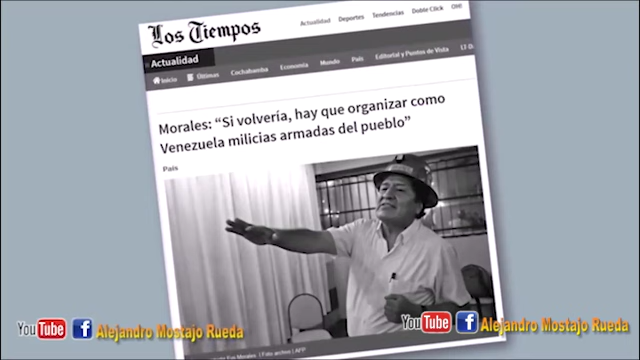 Los Tiempos
Actualidad Deportes Tendencias Doble Click OH!
Actualidad
Inicio Últimas Cochabamba Economía Mundo País Editorial y Puntos de Vista
Morales: “Si volvería, hay que organizar como
Venezuela milicias armadas del pueblo”
País
Evo Morales | Foto archivo | AFP
YouTube f Alejandro Mostajo Rueda
YouTube f Alejandro Mostajo Rueda